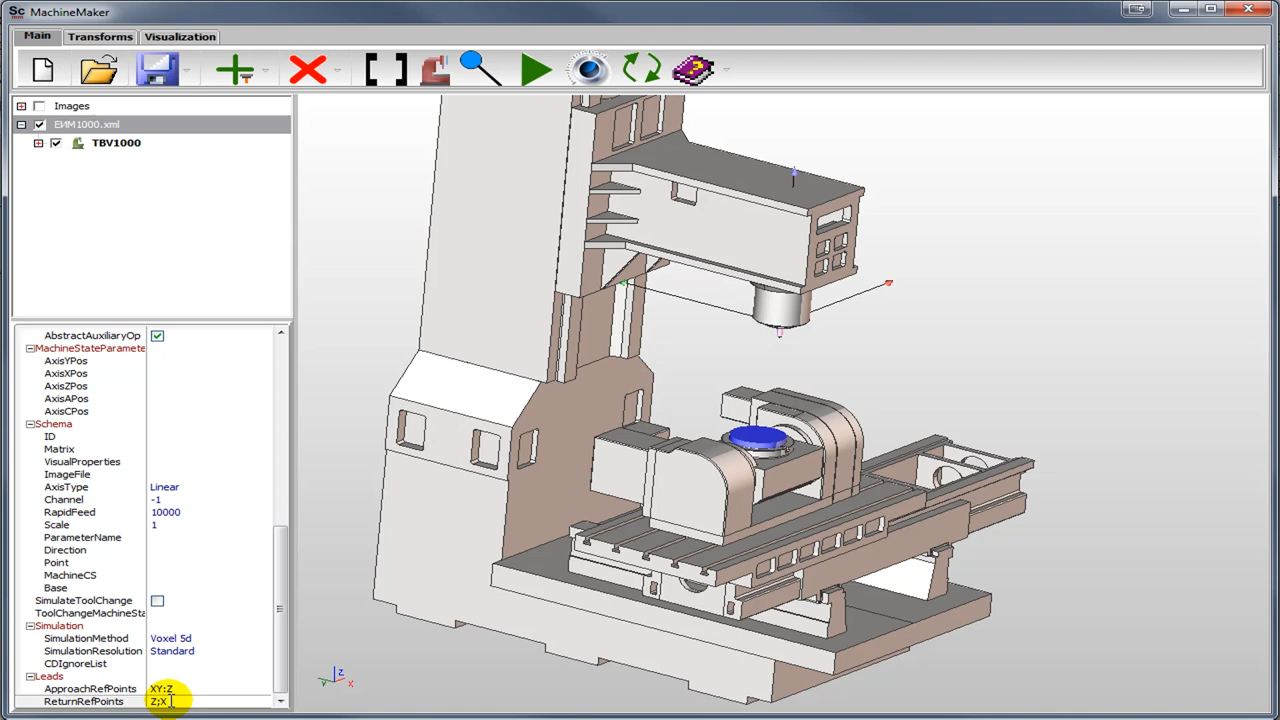 Sc MachineMaker
Main Transforms Visualization
Images
ЕИМ1000.xml
TBV1000
AbstractAuxiliaryOp
MachineStateParamete
AxisYPos
AxisXPos
AxisZPos
AxisAPos
AxisCPos
Schema
ID
Matrix
VisualProperties
ImageFile
AxisType Linear
Channel -1
RapidFeed 10000
Scale 1
ParameterName
Direction
Point
MachineCS
Base
SimulateToolChange
ToolChangeMachineSta
Simulation
SimulationMethod Voxel 5d
SimulationResolution Standard
CDIgnoreList
Leads
ApproachRefPoints XY:Z
ReturnRefPoints Z;X
z
Y x